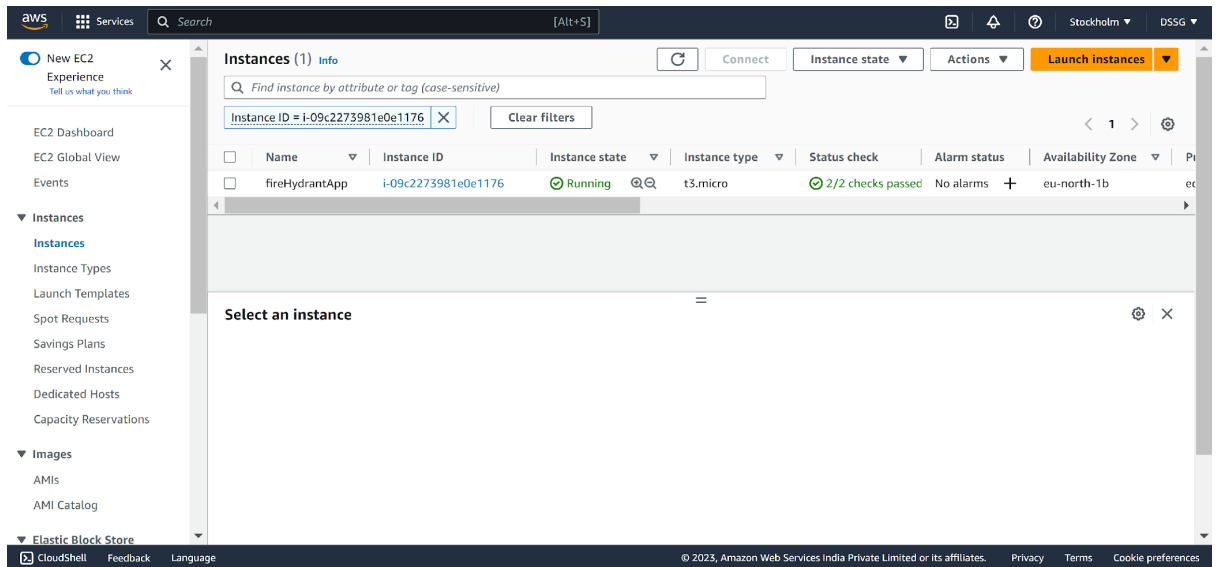 aws Services Search [Alt+S] Stockholm DSSG
New EC2
Experience
Tell us what you think
EC2 Dashboard
EC2 Global View
Events
Instances
Instances
Instance Types
Launch Templates
Spot Requests
Savings Plans
Reserved Instances
Dedicated Hosts
Capacity Reservations
Images
AMIs
AMI Catalog
Elastic Block Store
Instances (1) Info Connect Instance state Actions Launch instances
Find instance by attribute or tag (case-sensitive)
Instance ID = i-09c2273981e0e1176 Clear filters
1
Name Instance ID Instance state Instance type Status check Alarm status Availability Zone
fireHydrantApp i-09c2273981e0e1176 Running t3.micro 2/2 checks passed No alarms + eu-north-1b
Select an instance
CloudShell Feedback Language © 2023, Amazon Web Services India Private Limited or its affiliates. Privacy Terms Cookie preferences